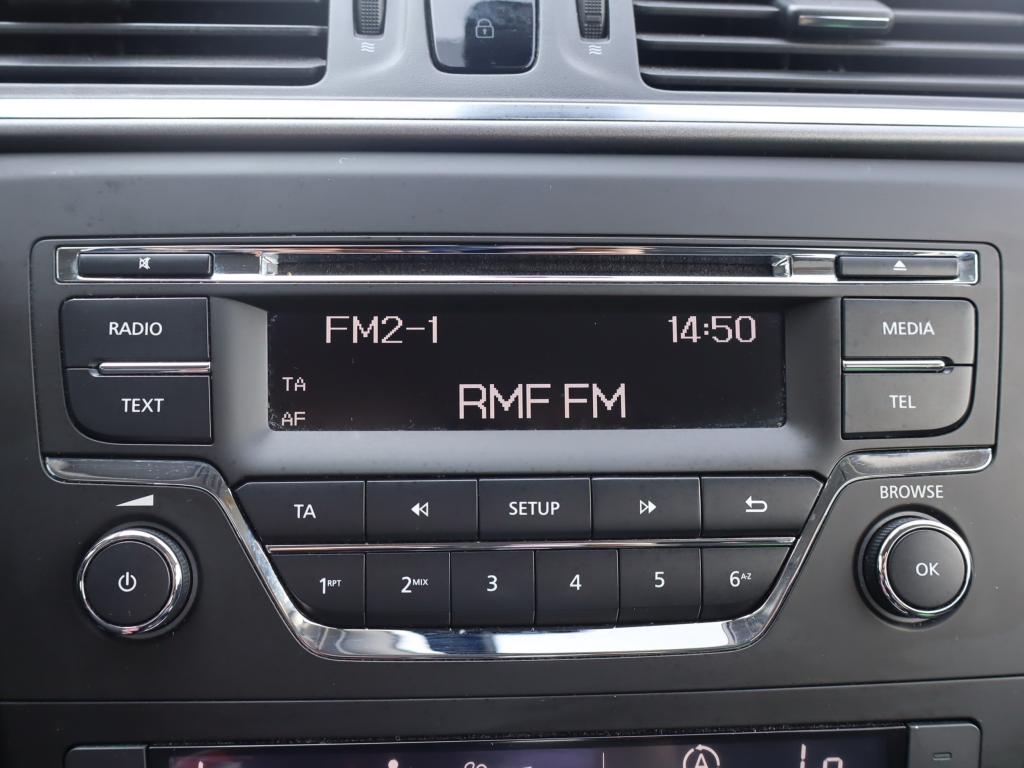 RADIO
TEXT
FM2-1 14:50
TA
AF
RMF FM
MEDIA
TEL
TA SETUP
1RPT 2MIX 3 4 5 6A-Z
BROWSE
OK
A